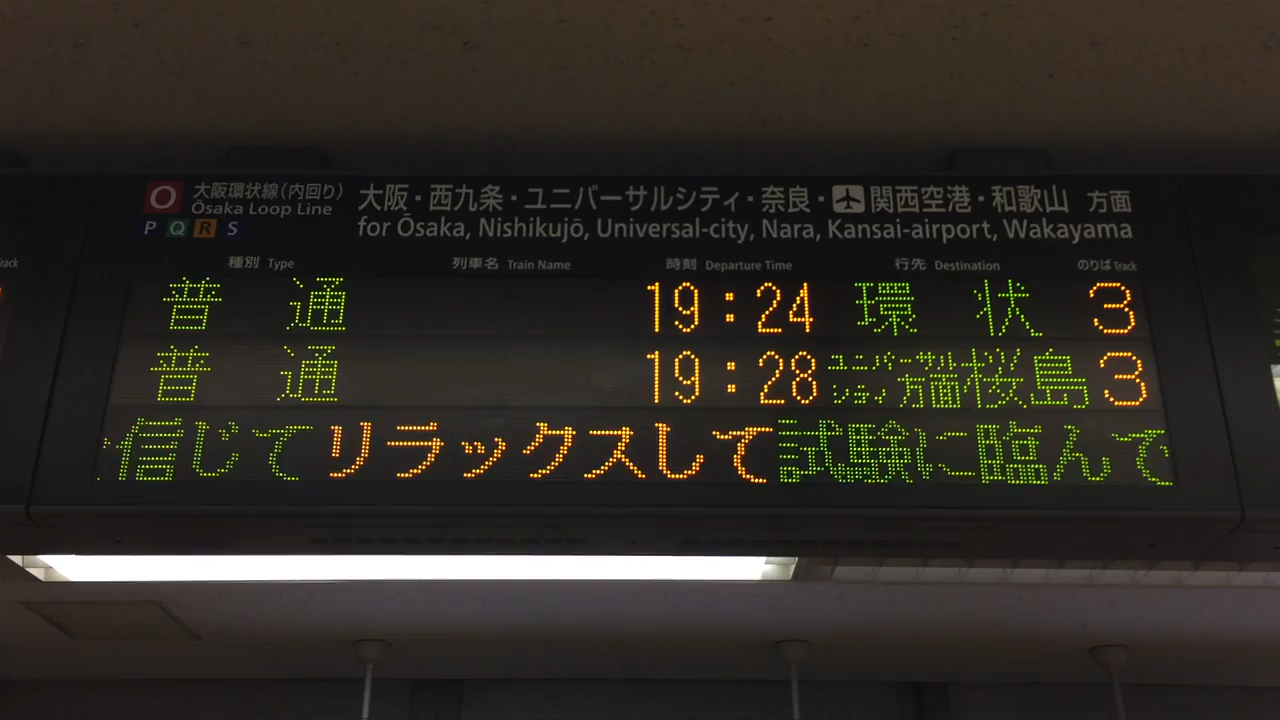 O 大阪環状線(内回り) 大阪・西九条・ユニバーサルシティ・奈良・関西空港・和歌山 方面
Ōsaka Loop Line for Ōsaka, Nishikujō, Universal-city, Nara, Kansai-airport, Wakayama
P Q R S
Track 種別 Type 列車名 Train Name 時刻 Departure Time 行先 Destination のりば Track
普通 19:24 環状 3
普通 19:28 ユニバーサルシティ方面桜島 3
信じてリラックスして試験に臨んで